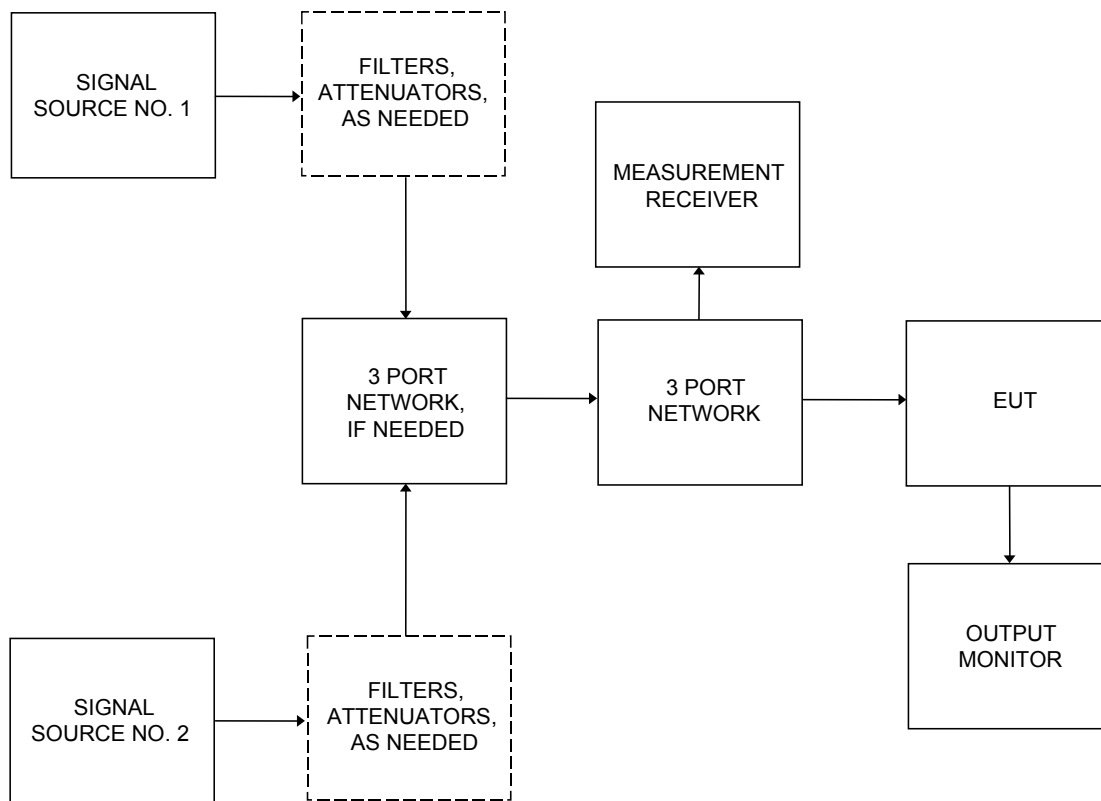 SIGNAL
SOURCE NO. 1
FILTERS,
ATTENUATORS,
AS NEEDED
MEASUREMENT
RECEIVER
3 PORT
NETWORK,
IF NEEDED
3 PORT
NETWORK
EUT
SIGNAL
SOURCE NO. 2
FILTERS,
ATTENUATORS,
AS NEEDED
OUTPUT
MONITOR